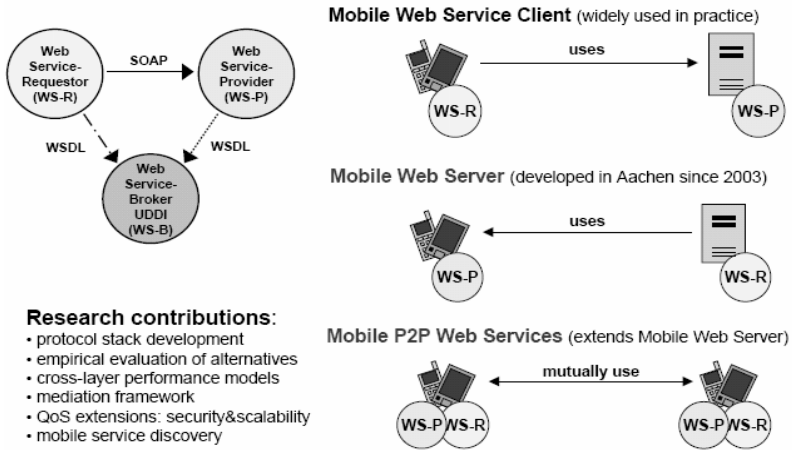 Web
Service-
Requestor
(WS-R)
SOAP
Web
Service-
Provider
(WS-P)
WSDL
WSDL
Web
Service-
Broker
UDDI
(WS-B)
Research contributions:
• protocol stack development
• empirical evaluation of alternatives
• cross-layer performance models
• mediation framework
• QoS extensions: security&scalability
• mobile service discovery
Mobile Web Service Client (widely used in practice)
uses
WS-R
WS-P
Mobile Web Server (developed in Aachen since 2003)
uses
WS-P
WS-R
Mobile P2P Web Services (extends Mobile Web Server)
mutually use
WS-P
WS-R
WS-P
WS-R